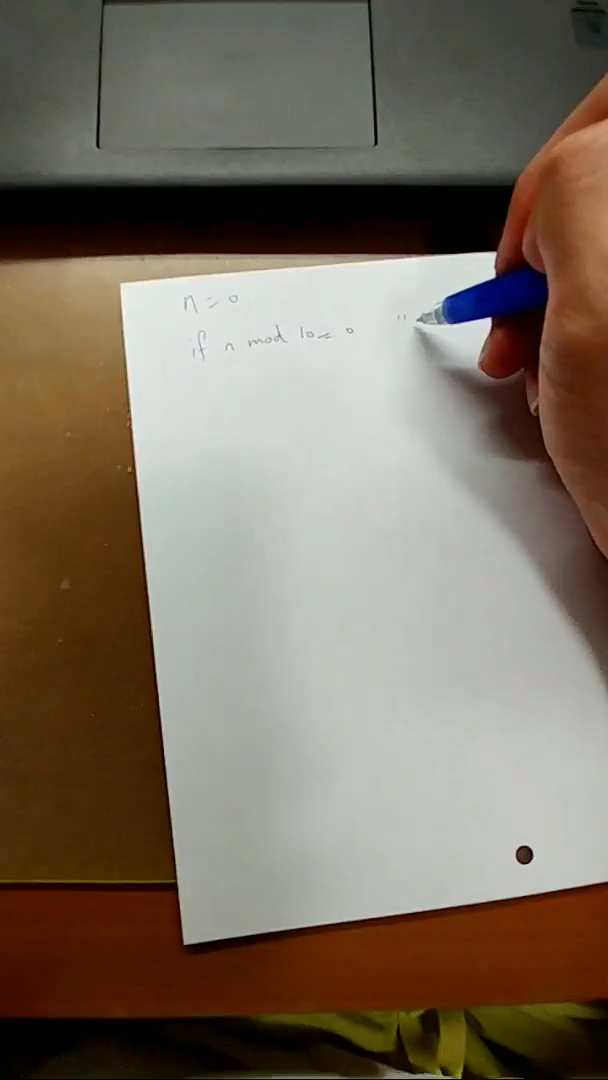 n = 0
if n mod 10 = 0 "